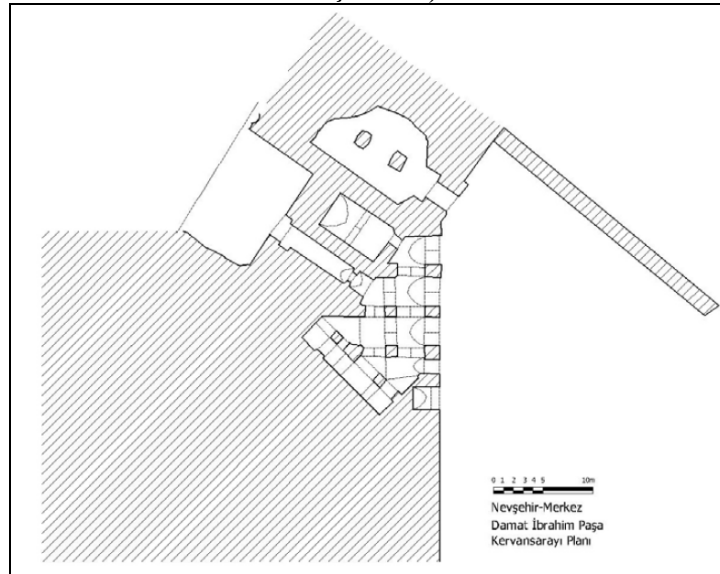 0 1 2 3 4 5 10m
Nevşehir-Merkez
Damat İbrahim Paşa
Kervansarayı Planı